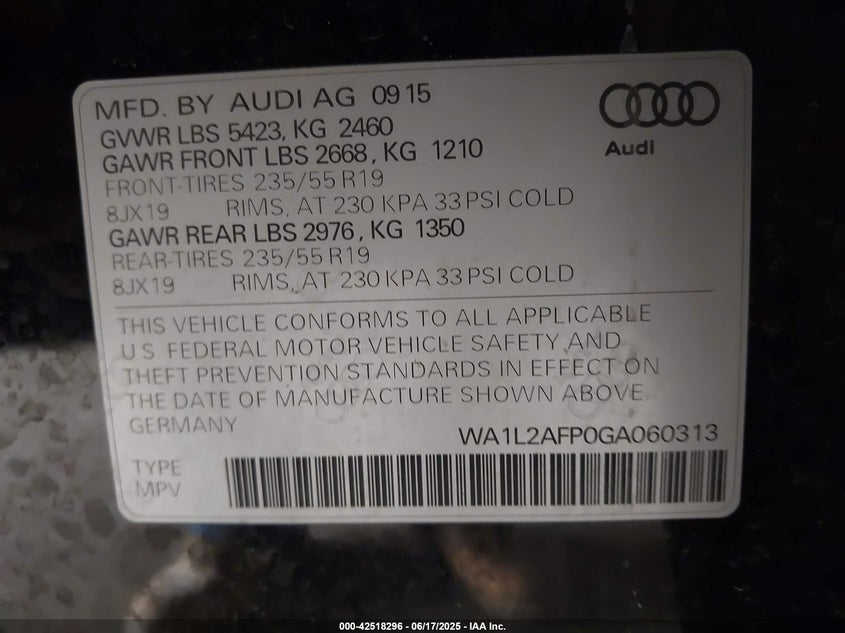 MFD. BY AUDI AG 0915
GVWR LBS 5423, KG 2460
GAWR FRONT LBS 2668, KG 1210
FRONT-TIRES 235/55 R19
8JX19 RIMS, AT 230 KPA 33 PSI COLD
GAWR REAR LBS 2976, KG 1350
REAR-TIRES 235/55 R19
8JX19 RIMS, AT 230 KPA 33 PSI COLD
Audi
THIS VEHICLE CONFORMS TO ALL APPLICABLE
U.S. FEDERAL MOTOR VEHICLE SAFETY AND
THEFT PREVENTION STANDARDS IN EFFECT ON
THE DATE OF MANUFACTURE SHOWN ABOVE.
GERMANY
WA1L2AFP0GA060313
TYPE
MPV
000-42518296 - 06/17/2025 - IAA Inc.